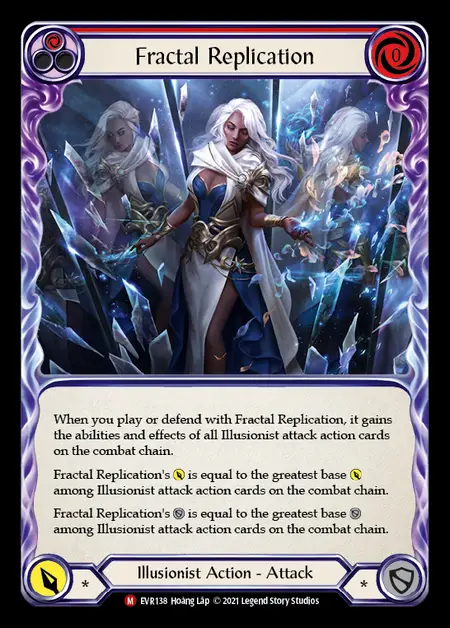 Fractal Replication
0
When you play or defend with Fractal Replication, it gains
the abilities and effects of all Illusionist attack action cards
on the combat chain.
Fractal Replication's is equal to the greatest base
among Illusionist attack action cards on the combat chain.
Fractal Replication's is equal to the greatest base
among Illusionist attack action cards on the combat chain.
* Illusionist Action - Attack *
M EVR138 Hoàng Lập © 2021 Legend Story Studios